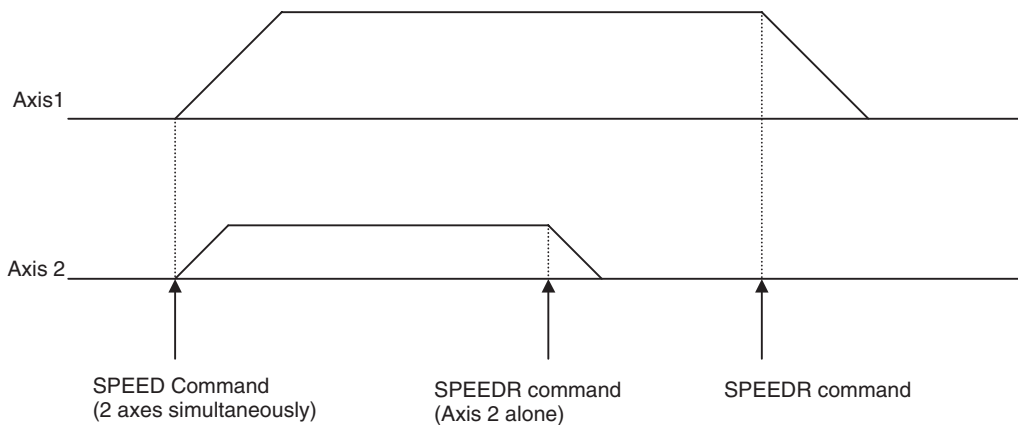 Axis1
Axis 2
SPEED Command
(2 axes simultaneously)
SPEEDR command
(Axis 2 alone)
SPEEDR command